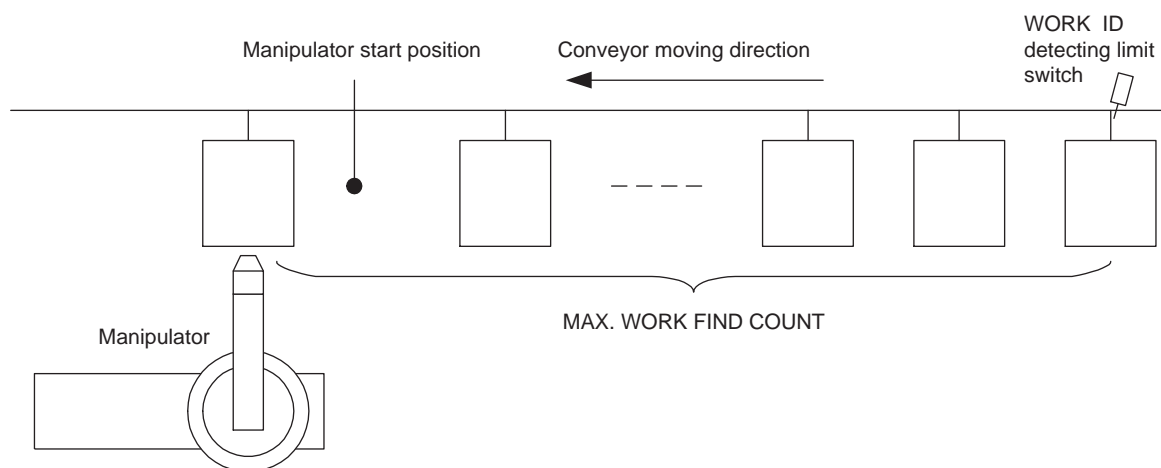 WORK ID
detecting limit
switch
Manipulator start position
Conveyor moving direction
MAX. WORK FIND COUNT
Manipulator